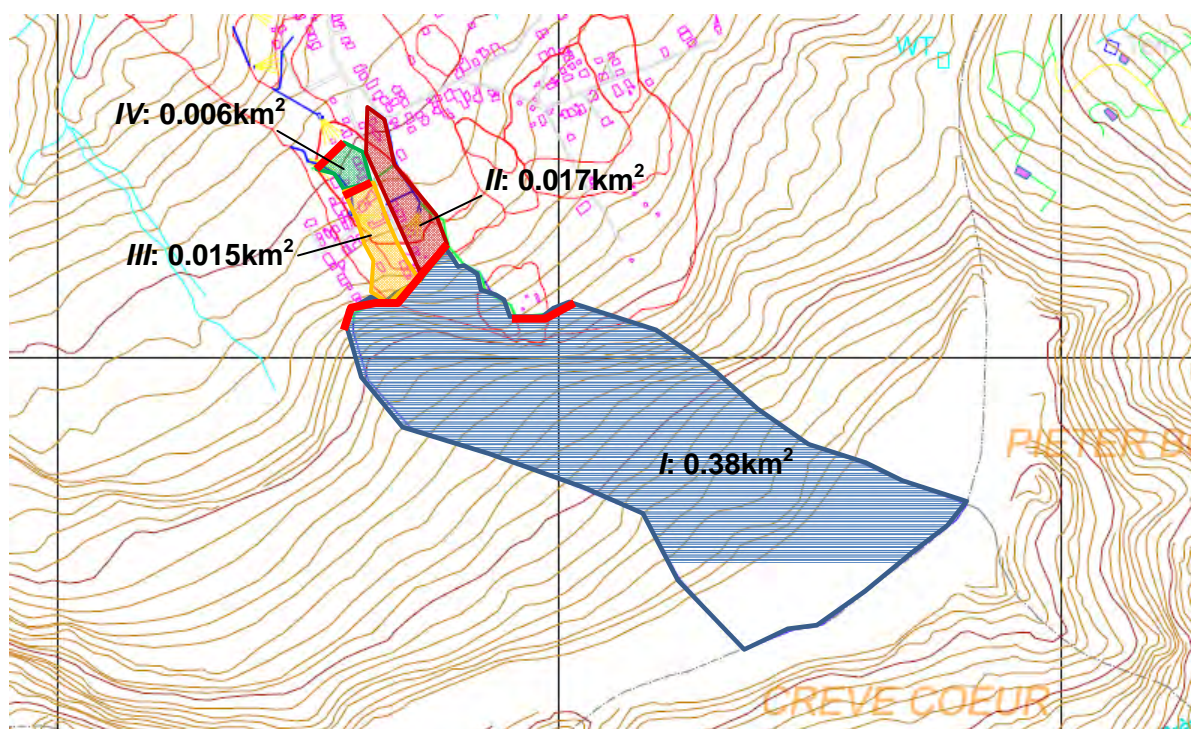 WT
IV: 0.006km²
II: 0.017km²
III: 0.015km²
PIETER B
I: 0.38km²
CREVE COEUR